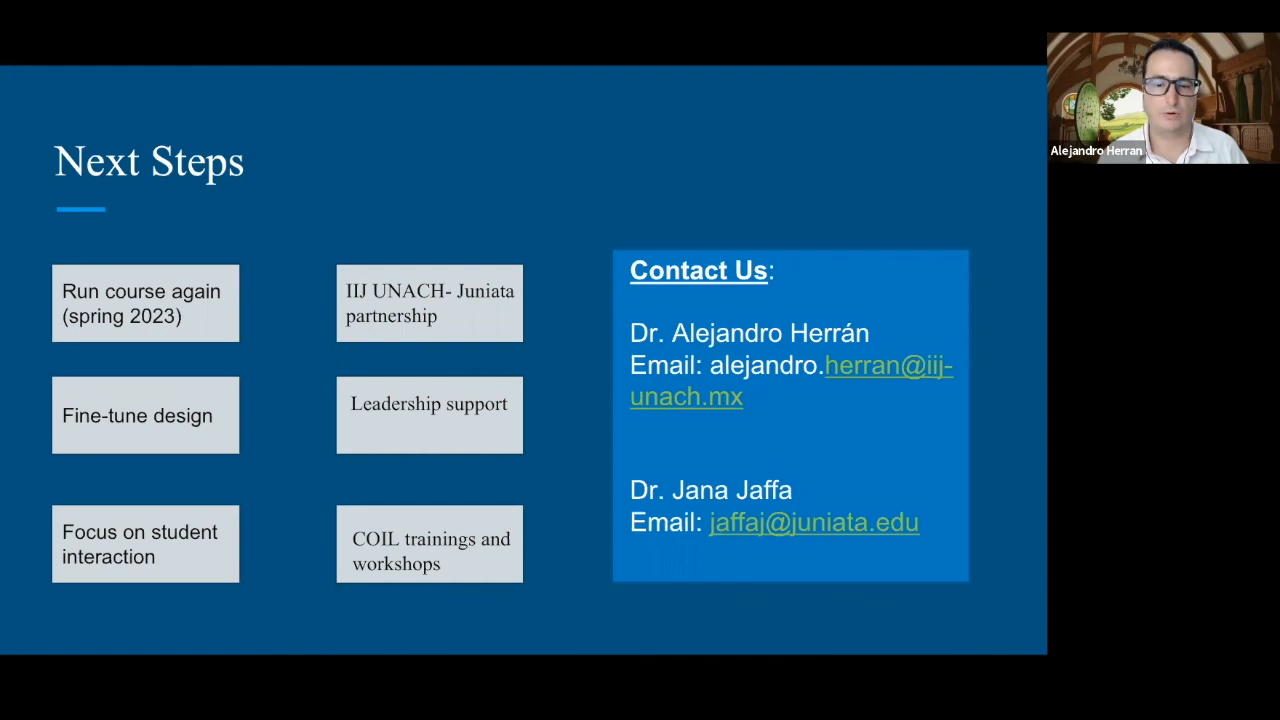 Next Steps
Run course again
(spring 2023)
Fine-tune design
Focus on student
interaction
IIJ UNACH- Juniata
partnership
Leadership support
COIL trainings and
workshops
Contact Us:
Dr. Alejandro Herrán
Email: alejandro.herran@iij-
unach.mx
Dr. Jana Jaffa
Email: jaffaj@juniata.edu
Alejandro Herran